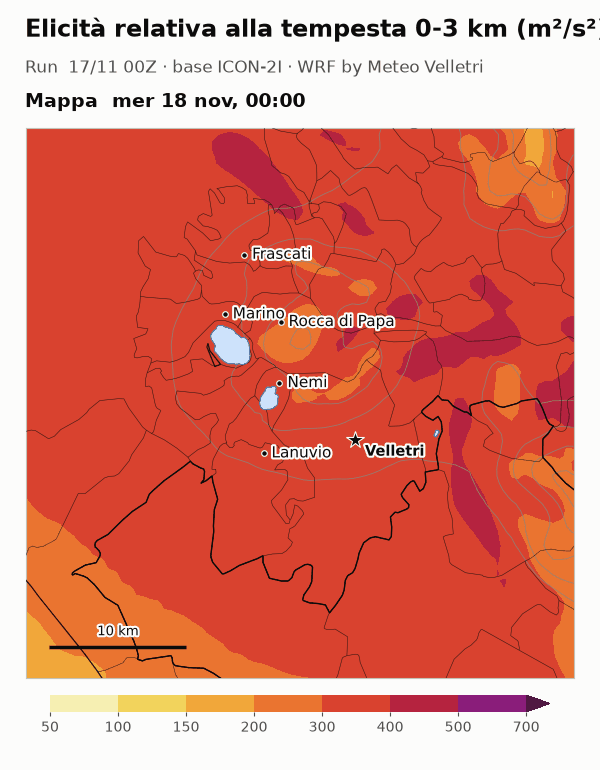 Elicità relativa alla tempesta 0-3 km (m²/s²)
Run  17/11 00Z · base ICON-2I · WRF by Meteo Velletri
Mappa  mer 18 nov, 00:00
Frascati
Marino
Rocca di Papa
Nemi
Lanuvio
Velletri
10 km
50 100 150 200 300 400 500 700